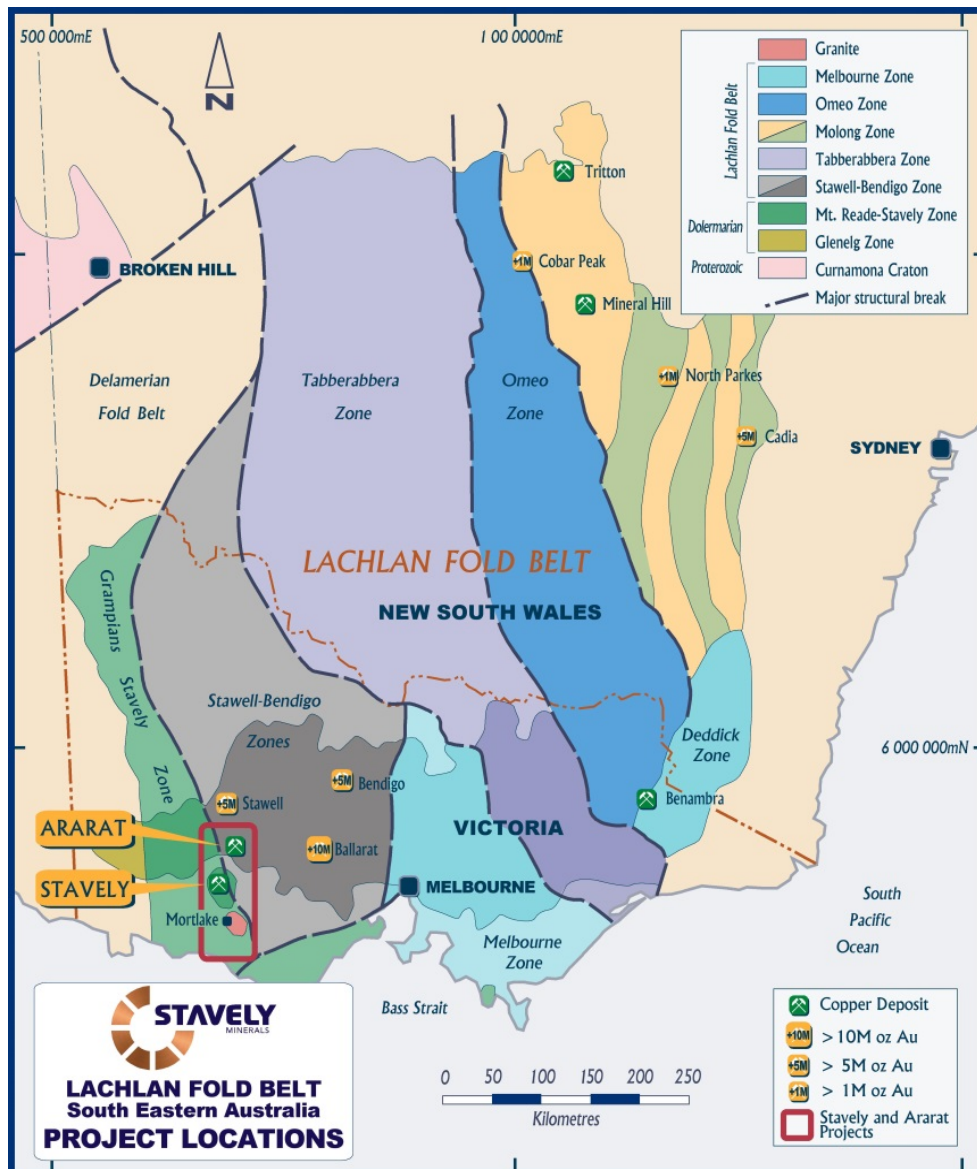 500 000mE
1 00 0000mE
N
Granite
Lachlan Fold Belt
Melbourne Zone
Omeo Zone
Molong Zone
Tabberabbera Zone
Stawell-Bendigo Zone
Dolermarian
Mt. Reade-Stavely Zone
Glenelg Zone
Proterozoic
Curnamona Craton
Major structural break
Tritton
+1M Cobar Peak
Mineral Hill
+1M North Parkes
+5M Cadia
BROKEN HILL
SYDNEY
Delamerian
Fold Belt
Tabberabbera
Zone
Omeo
Zone
LACHLAN FOLD BELT
NEW SOUTH WALES
Grampians
Stavely
Zone
Stawell-Bendigo
Zones
Deddick
Zone
6 000 000mN
+5M Bendigo
+5M Stawell
Benambra
ARARAT
VICTORIA
+10M Ballarat
STAVELY
MELBOURNE
Mortlake
Melbourne
Zone
South
Pacific
Ocean
Bass Strait
STAVELY
MINERALS
LACHLAN FOLD BELT
South Eastern Australia
PROJECT LOCATIONS
0 50 100 150 200 250
Kilometres
Copper Deposit
+10M > 10M oz Au
+5M > 5M oz Au
+1M > 1M oz Au
Stavely and Ararat
Projects